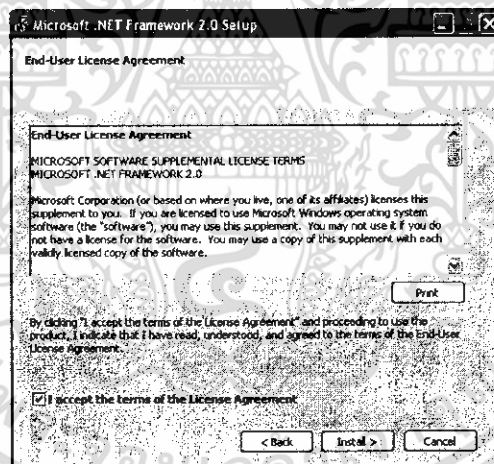 Microsoft .NET Framework 2.0 Setup
End-User License Agreement
End-User License Agreement
MICROSOFT SOFTWARE SUPPLEMENTAL LICENSE TERMS
MICROSOFT .NET FRAMEWORK 2.0
Microsoft Corporation (or based on where you live, one of its affiliates) licenses this
supplement to you. If you are licensed to use Microsoft Windows operating system
software (the "software"), you may use this supplement. You may not use it if you do
not have a license for the software. You may use a copy of this supplement with each
validly licensed copy of the software.
Print
By clicking "I accept the terms of the License Agreement" and proceeding to use the
product, I indicate that I have read, understood, and agreed to the terms of the End-User
License Agreement.
I accept the terms of the License Agreement
< Back
Install >
Cancel